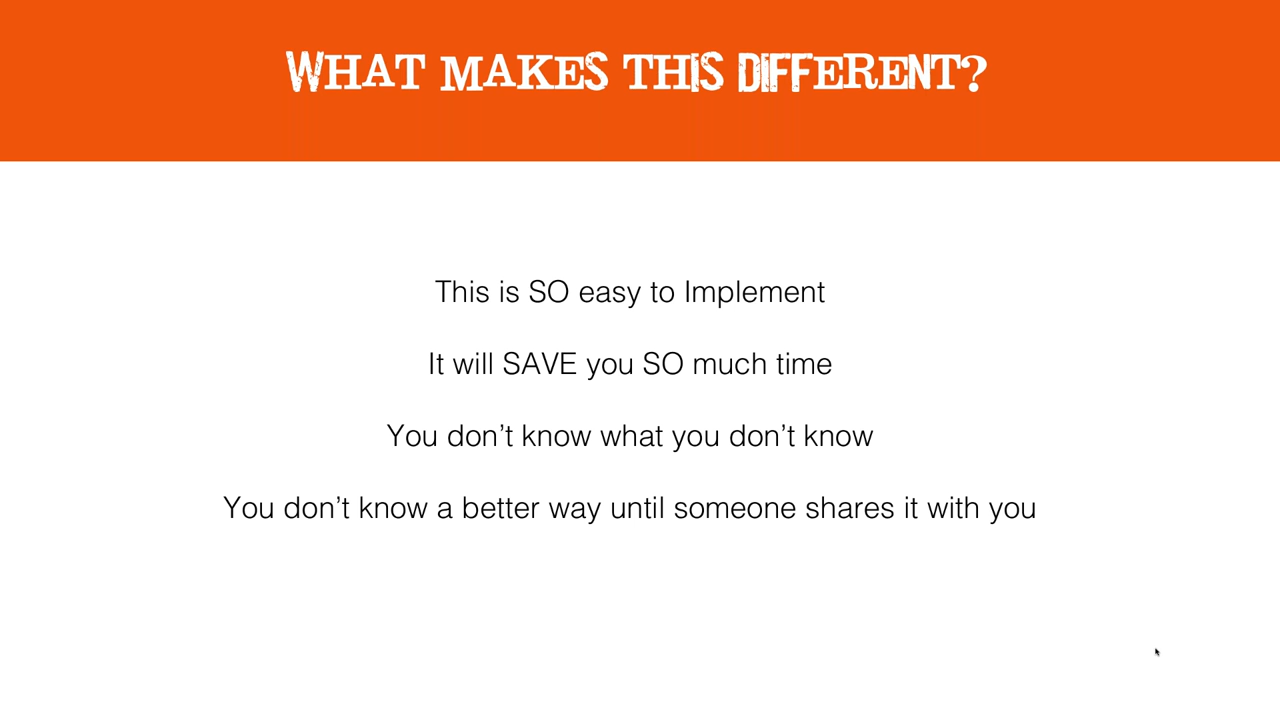 WHAT MAKES THIS DIFFERENT?
This is SO easy to Implement
It will SAVE you SO much time
You don’t know what you don’t know
You don’t know a better way until someone shares it with you